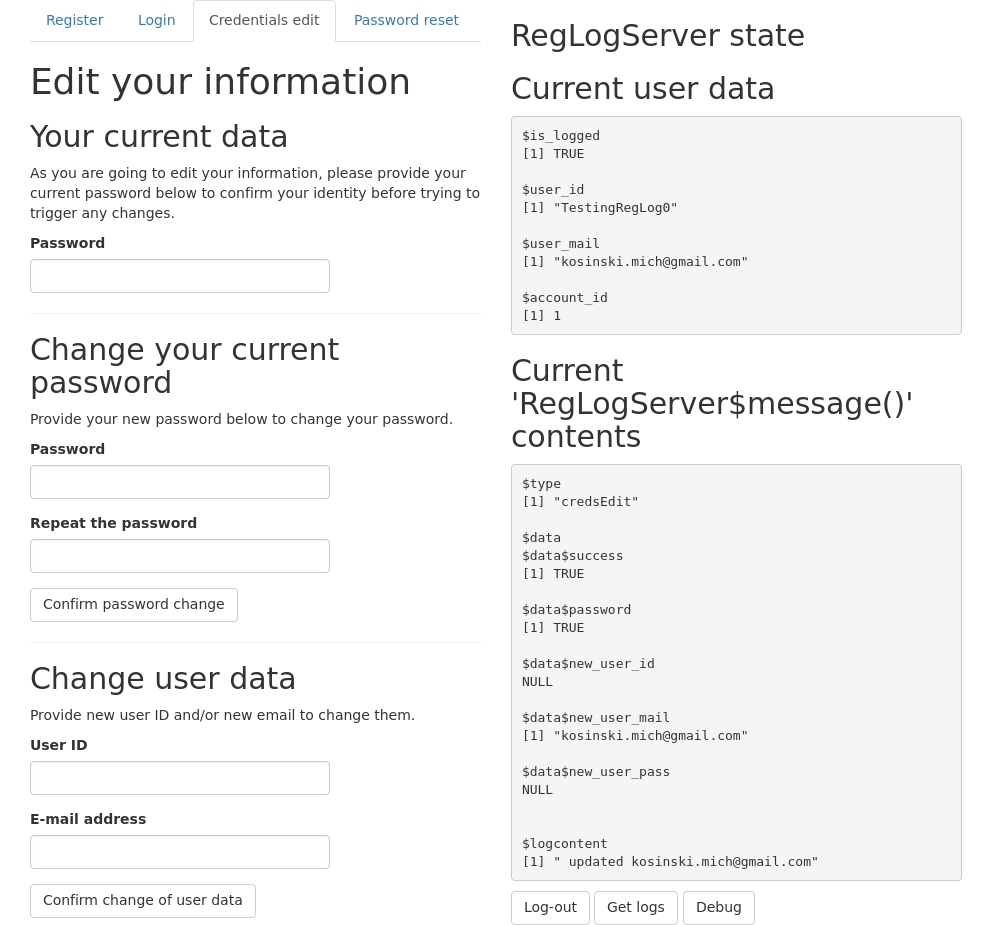 Register Login Credentials edit Password reset
Edit your information
Your current data
As you are going to edit your information, please provide your
current password below to confirm your identity before trying to
trigger any changes.
Password
Change your current
password
Provide your new password below to change your password.
Password
Repeat the password
Confirm password change
Change user data
Provide new user ID and/or new email to change them.
User ID
E-mail address
Confirm change of user data
RegLogServer state
Current user data
$is_logged
[1] TRUE
$user_id
[1] "TestingRegLog0"
$user_mail
[1] "kosinski.mich@gmail.com"
$account_id
[1] 1
Current
'RegLogServer$message()'
contents
$type
[1] "credsEdit"
$data
$data$success
[1] TRUE
$data$password
[1] TRUE
$data$new_user_id
NULL
$data$new_user_mail
[1] "kosinski.mich@gmail.com"
$data$new_user_pass
NULL
$logcontent
[1] " updated kosinski.mich@gmail.com"
Log-out Get logs Debug